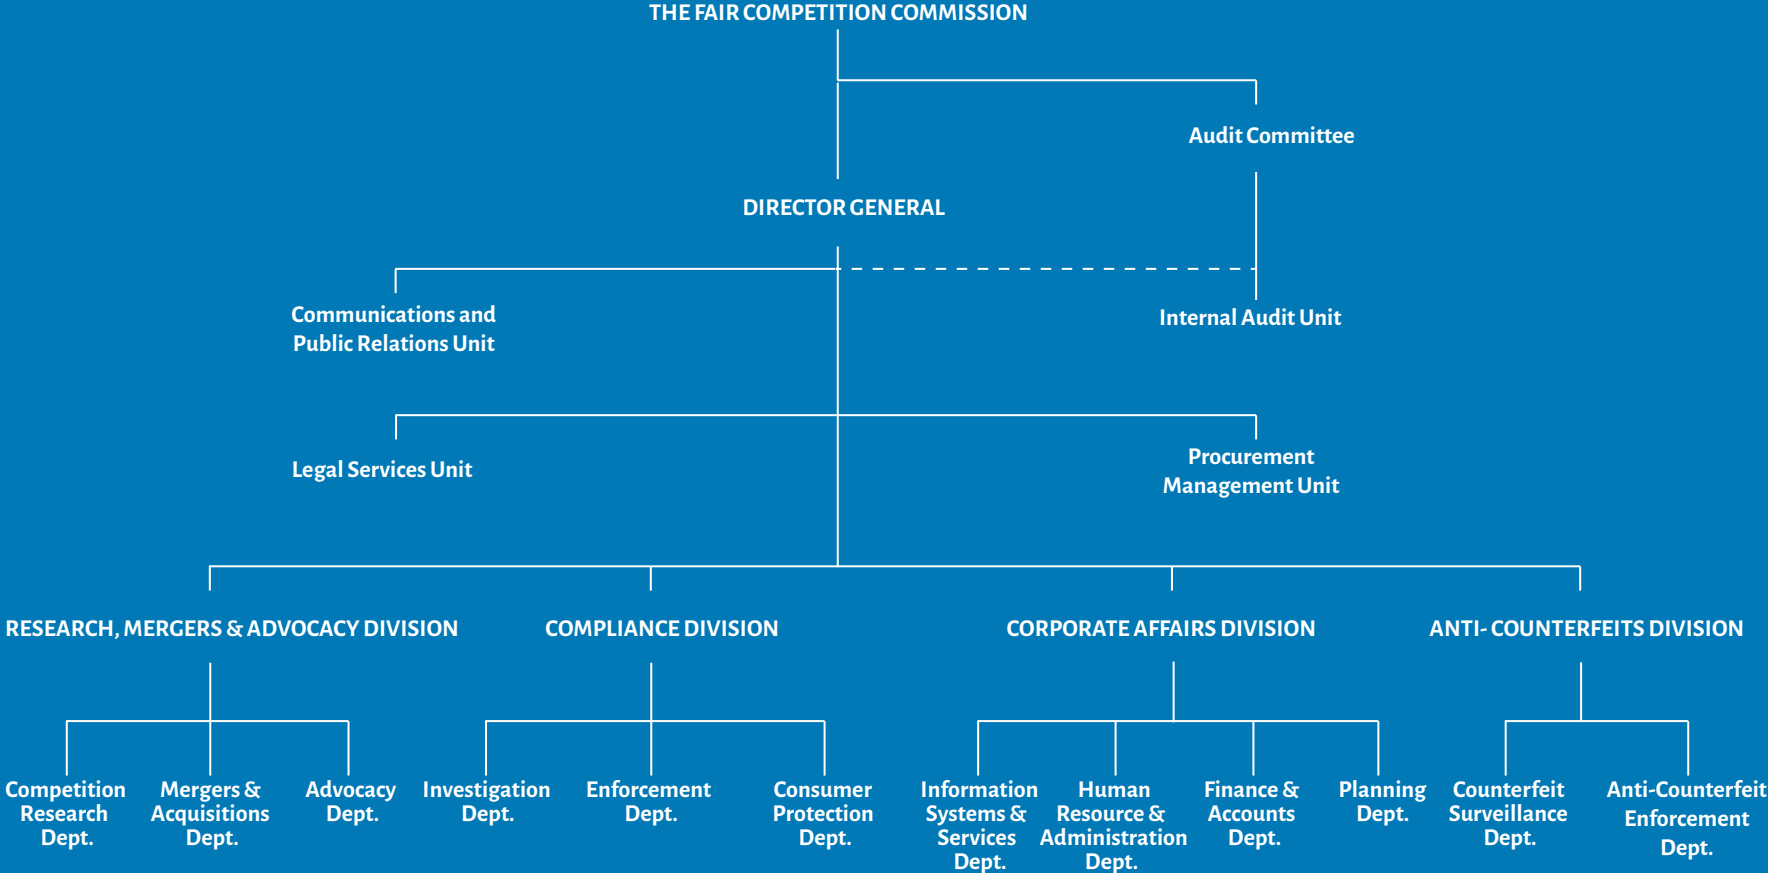 THE FAIR COMPETITION COMMISSION
Audit Committee
DIRECTOR GENERAL
Communications and
Public Relations Unit
Internal Audit Unit
Legal Services Unit
Procurement
Management Unit
RESEARCH, MERGERS & ADVOCACY DIVISION
COMPLIANCE DIVISION
CORPORATE AFFAIRS DIVISION
ANTI- COUNTERFEITS DIVISION
Competition
Research
Dept.
Mergers &
Acquisitions
Dept.
Advocacy
Dept.
Investigation
Dept.
Enforcement
Dept.
Consumer
Protection
Dept.
Information
Systems &
Services
Dept.
Human
Resource &
Administration
Dept.
Finance &
Accounts
Dept.
Planning
Dept.
Counterfeit
Surveillance
Dept.
Anti-Counterfeit
Enforcement
Dept.